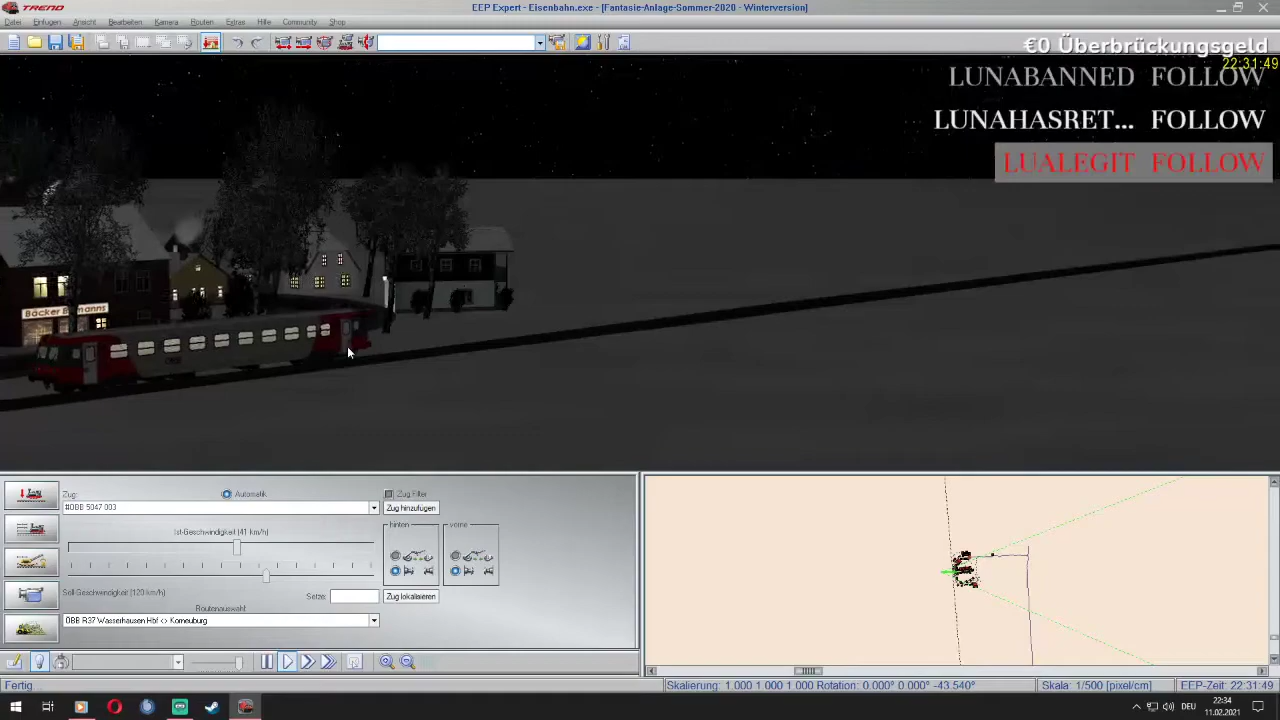 TREND
EEP Expert - Eisenbahn.exe - [Fantasie-Anlage-Sommer-2020 - Winterversion]
Datei Einfügen Ansicht Bearbeiten Kamera Routen Extras Hilfe Community Shop
€0 Überbrückungsgeld
22:31:49
LUNABANNED FOLLOW
LUNAHASRET... FOLLOW
LUALEGIT FOLLOW
Zug: Automatik Zug Filter
#ÖBB 5047 003 Zug hinzufügen
Ist-Geschwindigkeit (41 km/h) hinten vorne
Soll-Geschwindigkeit (120 km/h) Setze: Zug lokalisieren
Routenauswahl
ÖBB R37 Wasserhausen Hbf <> Korneuburg
Fertig Skalierung: 1.000 1.000 1.000 Rotation: 0.000° 0.000° -43.540° Skala: 1/500 [pixel/cm] EEP-Zeit: 22:31:49
DEU 22:34
11.02.2021